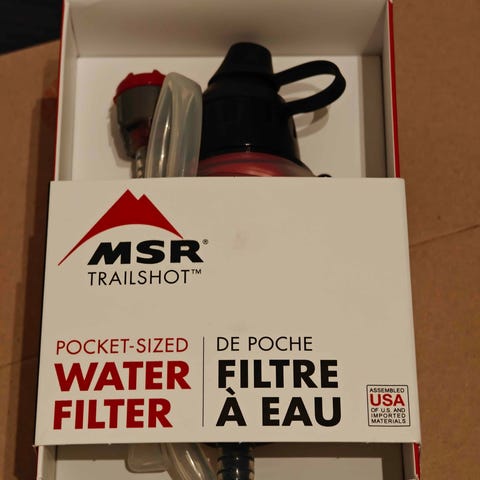 MSR®
TRAILSHOT™
POCKET-SIZED
WATER
FILTER
DE POCHE
FILTRE
À EAU
ASSEMBLED
USA
OF U.S. AND
IMPORTED
MATERIALS